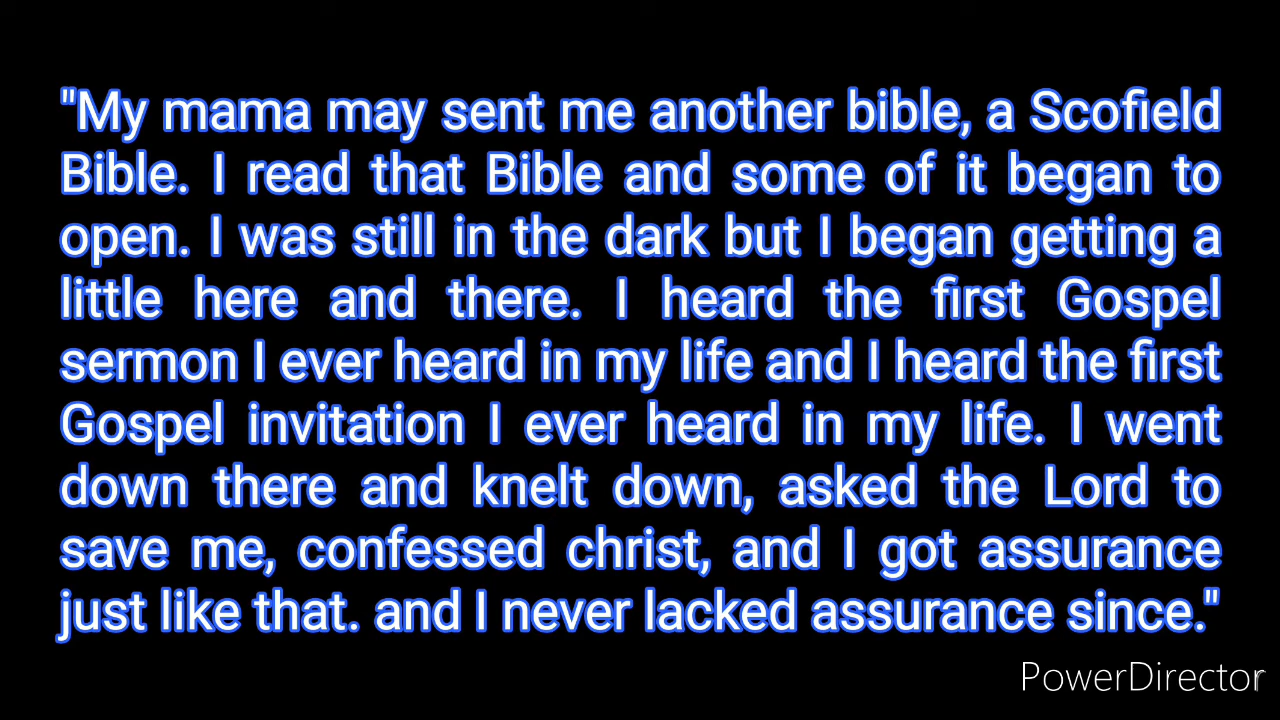 "My mama may sent me another bible, a Scofield
Bible. I read that Bible and some of it began to
open. I was still in the dark but I began getting a
little here and there. I heard the first Gospel
sermon I ever heard in my life and I heard the first
Gospel invitation I ever heard in my life. I went
down there and knelt down, asked the Lord to
save me, confessed christ, and I got assurance
just like that. and I never lacked assurance since."
PowerDirector